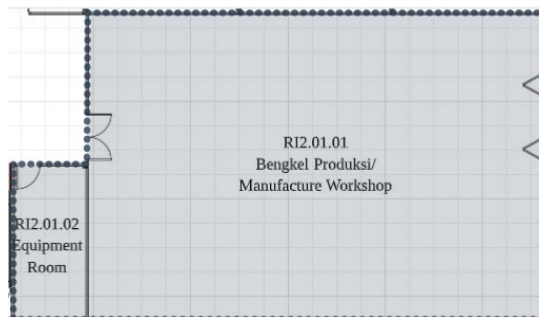 RI2.01.01
Bengkel Produksi/
Manufacture Workshop
RI2.01.02
Equipment
Room